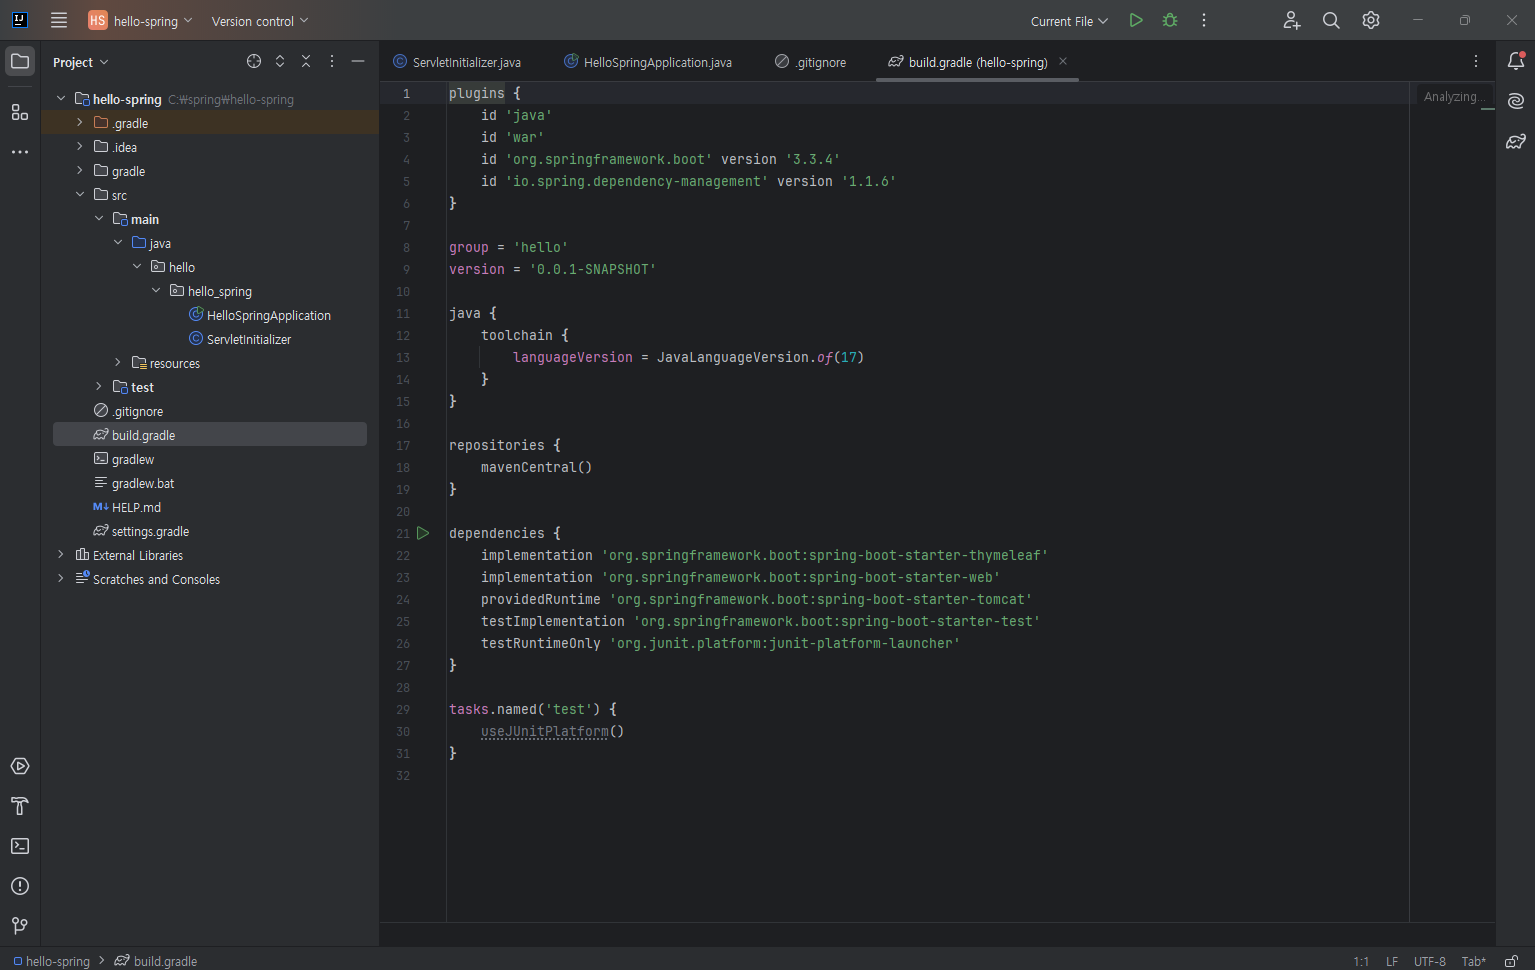 HS hello-spring Version control Current File
Project
ServletInitializer.java HelloSpringApplication.java .gitignore build.gradle (hello-spring)
hello-spring C:₩spring₩hello-spring
.gradle
.idea
gradle
src
main
java
hello
hello_spring
HelloSpringApplication
ServletInitializer
resources
test
.gitignore
build.gradle
gradlew
gradlew.bat
M↓ HELP.md
settings.gradle
External Libraries
Scratches and Consoles
Analyzing...
1 plugins {
2 id 'java'
3 id 'war'
4 id 'org.springframework.boot' version '3.3.4'
5 id 'io.spring.dependency-management' version '1.1.6'
6 }
7
8 group = 'hello'
9 version = '0.0.1-SNAPSHOT'
10
11 java {
12 toolchain {
13 languageVersion = JavaLanguageVersion.of(17)
14 }
15 }
16
17 repositories {
18 mavenCentral()
19 }
20
21 dependencies {
22 implementation 'org.springframework.boot:spring-boot-starter-thymeleaf'
23 implementation 'org.springframework.boot:spring-boot-starter-web'
24 providedRuntime 'org.springframework.boot:spring-boot-starter-tomcat'
25 testImplementation 'org.springframework.boot:spring-boot-starter-test'
26 testRuntimeOnly 'org.junit.platform:junit-platform-launcher'
27 }
28
29 tasks.named('test') {
30 useJUnitPlatform()
31 }
32
hello-spring > build.gradle
1:1 LF UTF-8 Tab*